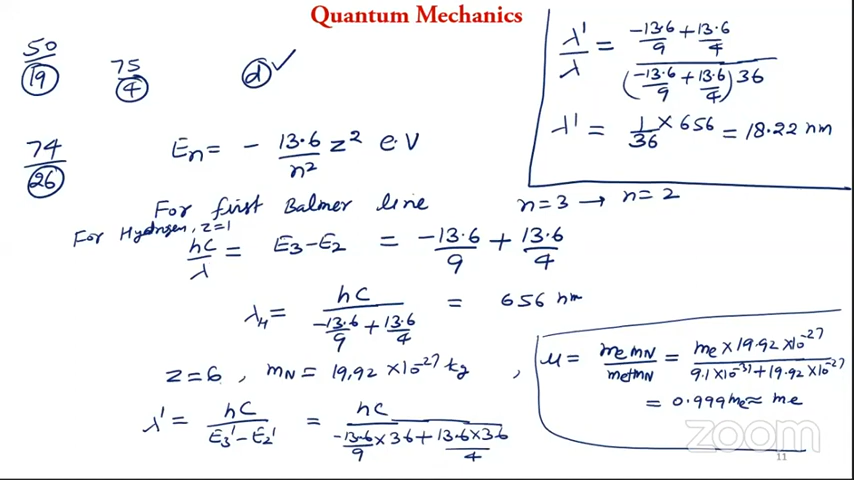 Quantum Mechanics
50/19
75/4
(d) ✓
λ'/λ = (-13.6/9 + 13.6/4) / ((-13.6/9 + 13.6/4) 36)
λ' = 1/36 × 656 = 18.22 nm
74/26
En = - 13.6/n² z² e.V
For first Balmer line n=3 → n=2
For Hydrogen, z=1
hc/λ = E3-E2 = -13.6/9 + 13.6/4
λH = hc / (-13.6/9 + 13.6/4) = 656 nm
z=6, mN = 19.92 × 10^-27 kg,
μ = me mN / me+mN = me × 19.92 × 10^-27 / 9.1×10^-31 + 19.92 × 10^-27
= 0.999me ≈ me
λ' = hc / E3' - E2' = hc / (-13.6/9 × 36 + 13.6×36/4)
zoom
11